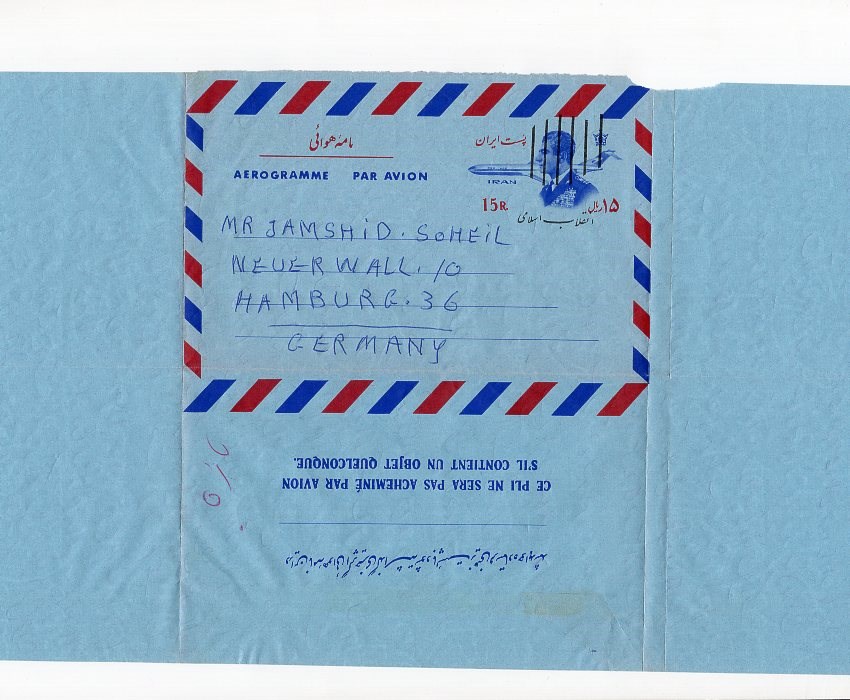 نامهٔ هوائی
AEROGRAMME PAR AVION
پست ایران
IRAN
15R. ۱۵ ریال
انقلاب اسلامی
MR JAMSHiD. SOHEiL
NEUER WALL. 10
HAMBURG. 36
GERMANY
CE PLI NE SERA PAS ACHEMINÉ PAR AVION
S'IL CONTIENT UN OBJET QUELCONQUE.